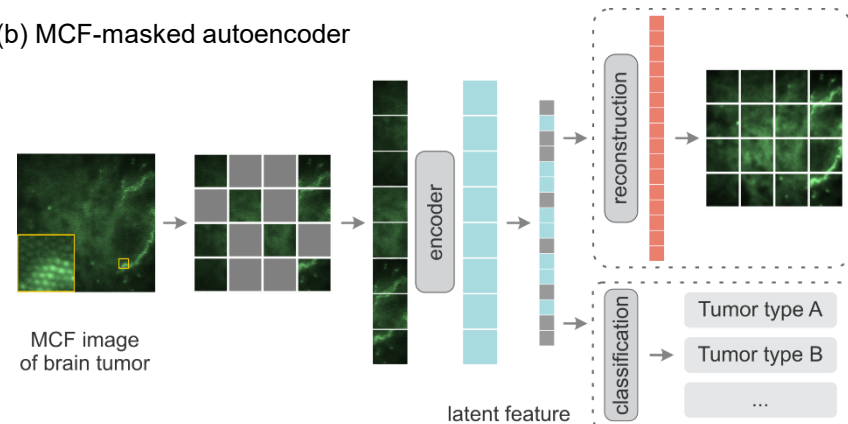 (b) MCF-masked autoencoder
MCF image
of brain tumor
encoder
latent feature
reconstruction
classification
Tumor type A
Tumor type B
...